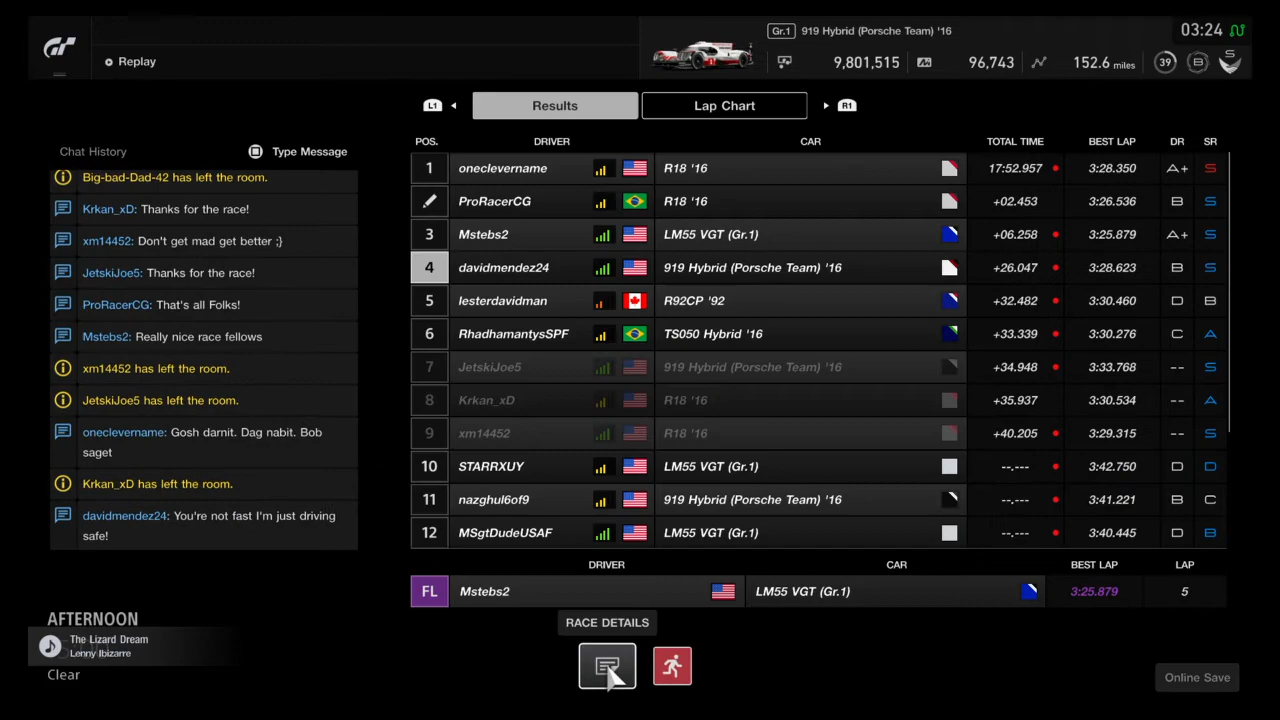 Gr.1 919 Hybrid (Porsche Team) '16
03:24
Replay
9,801,515 96,743 152.6 miles 39 B S
L1 Results Lap Chart R1
Chat History Type Message
Big-bad-Dad-42 has left the room.
Krkan_xD: Thanks for the race!
xm14452: Don't get mad get better ;}
JetskiJoe5: Thanks for the race!
ProRacerCG: That's all Folks!
Mstebs2: Really nice race fellows
xm14452 has left the room.
JetskiJoe5 has left the room.
oneclevername: Gosh darnit. Dag nabit. Bob
saget
Krkan_xD has left the room.
davidmendez24: You're not fast I'm just driving
safe!
POS. DRIVER CAR TOTAL TIME BEST LAP DR SR
1 oneclevername R18 '16 17:52.957 3:28.350 A+ S
ProRacerCG R18 '16 +02.453 3:26.536 B S
3 Mstebs2 LM55 VGT (Gr.1) +06.258 3:25.879 A+ S
4 davidmendez24 919 Hybrid (Porsche Team) '16 +26.047 3:28.623 B S
5 lesterdavidman R92CP '92 +32.482 3:30.460 D B
6 RhadhamantysSPF TS050 Hybrid '16 +33.339 3:30.276 C A
7 JetskiJoe5 919 Hybrid (Porsche Team) '16 +34.948 3:33.768 -- S
8 Krkan_xD R18 '16 +35.937 3:30.534 -- A
9 xm14452 R18 '16 +40.205 3:29.315 -- S
10 STARRXUY LM55 VGT (Gr.1) --.--- 3:42.750 D D
11 nazghul6of9 919 Hybrid (Porsche Team) '16 --.--- 3:41.221 B C
12 MSgtDudeUSAF LM55 VGT (Gr.1) --.--- 3:40.445 D B
DRIVER CAR BEST LAP LAP
FL Mstebs2 LM55 VGT (Gr.1) 3:25.879 5
RACE DETAILS
AFTERNOON
The Lizard Dream
Lenny Ibizarre
Clear
Online Save